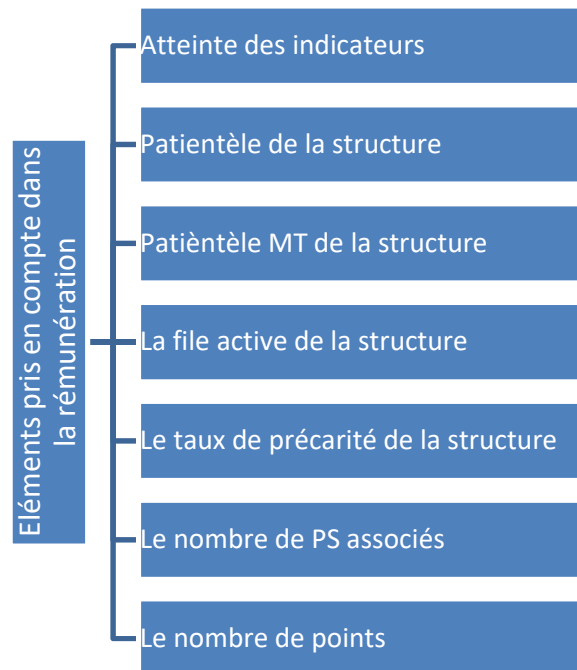 Eléments pris en compte dans
la rémunération
Atteinte des indicateurs
Patientèle de la structure
Patièntèle MT de la structure
La file active de la structure
Le taux de précarité de la structure
Le nombre de PS associés
Le nombre de points